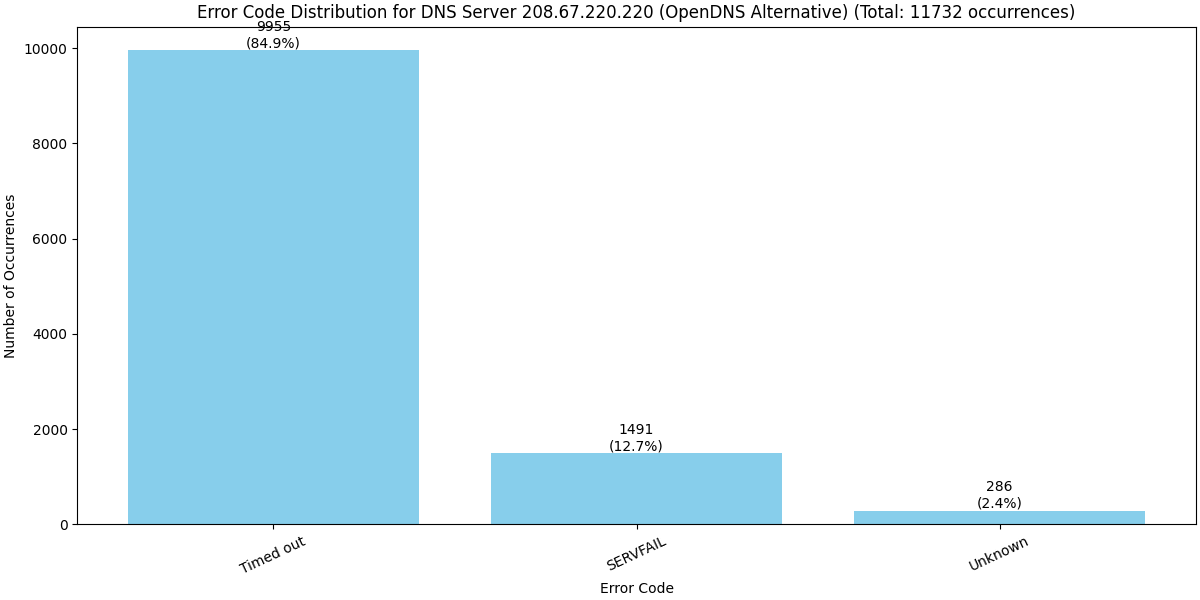 Error Code Distribution for DNS Server 208.67.220.220 (OpenDNS Alternative) (Total: 11732 occurrences)
9955
(84.9%)
10000
8000
6000
4000
2000
0
Number of Occurrences
1491
(12.7%)
286
(2.4%)
Timed out
SERVFAIL
Unknown
Error Code